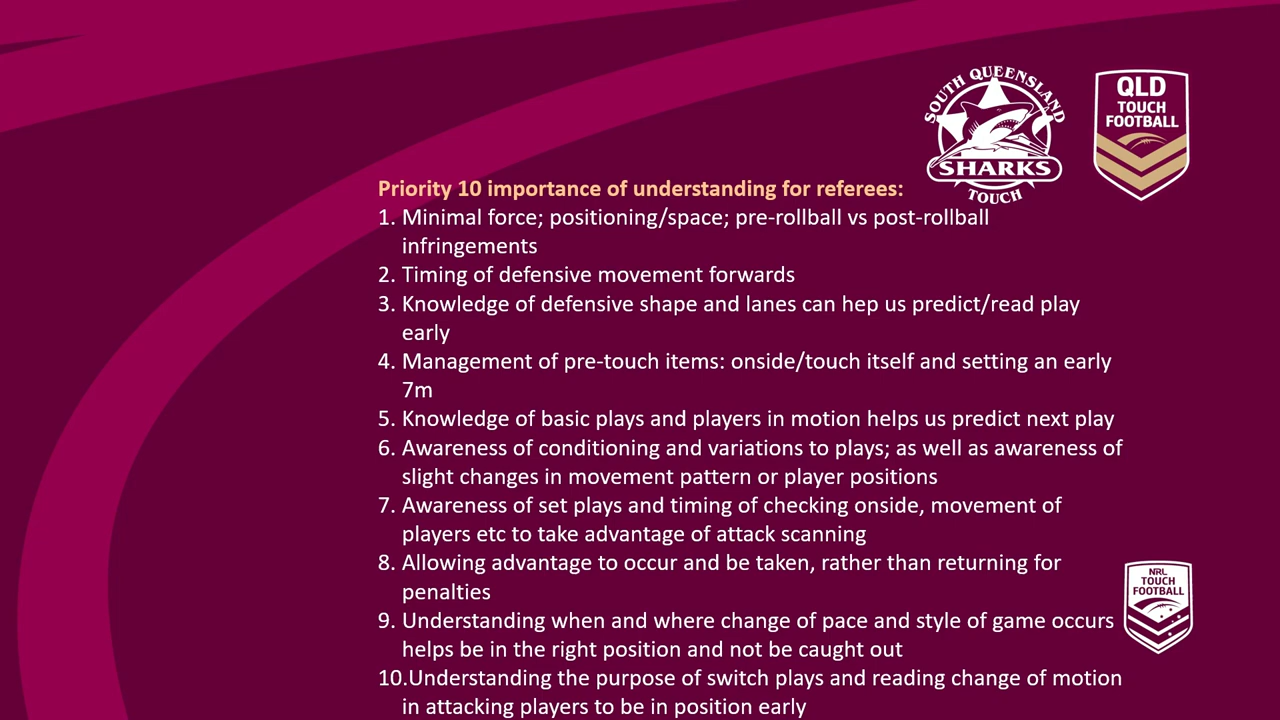 SOUTH QUEENSLAND
SHARKS
TOUCH
QLD
TOUCH
FOOTBALL
Priority 10 importance of understanding for referees:
1. Minimal force; positioning/space; pre-rollball vs post-rollball
infringements
2. Timing of defensive movement forwards
3. Knowledge of defensive shape and lanes can hep us predict/read play
early
4. Management of pre-touch items: onside/touch itself and setting an early
7m
5. Knowledge of basic plays and players in motion helps us predict next play
6. Awareness of conditioning and variations to plays; as well as awareness of
slight changes in movement pattern or player positions
7. Awareness of set plays and timing of checking onside, movement of
players etc to take advantage of attack scanning
8. Allowing advantage to occur and be taken, rather than returning for
penalties
9. Understanding when and where change of pace and style of game occurs
helps be in the right position and not be caught out
10.Understanding the purpose of switch plays and reading change of motion
in attacking players to be in position early
NRL
TOUCH
FOOTBALL